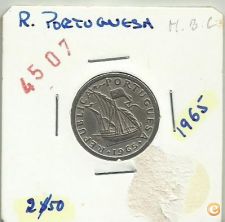 R. PORTUGUESA
M.B.C
4507
REPUBLICA PORTUGUESA
1965
1965
2$50